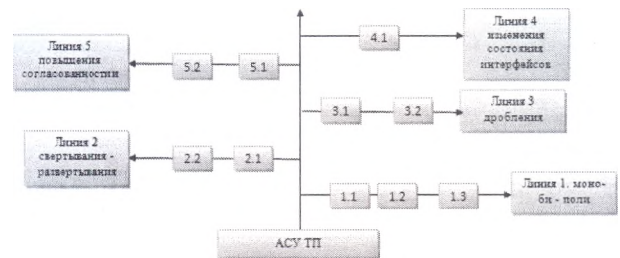 Линия 5
повышения
согласованности
5.2
5.1
4.1
Линия 4
изменения
состояния
интерфейсов
3.1
3.2
Линия 3
дробления
Линия 2
свертывания -
развертывания
2.2
2.1
1.1
1.2
1.3
Линия 1. моно-
би - поли
АСУ ТП